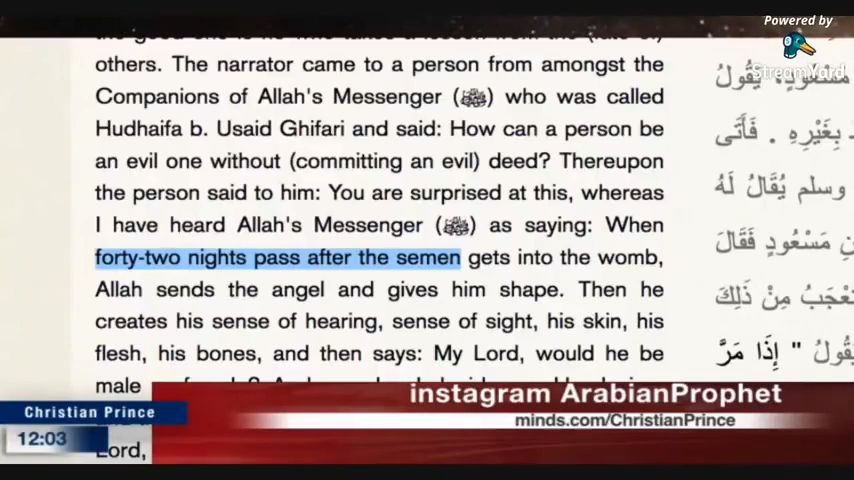 Powered by
StreamYard
others. The narrator came to a person from amongst the
Companions of Allah's Messenger (ﷺ) who was called
Hudhaifa b. Usaid Ghifari and said: How can a person be
an evil one without (committing an evil) deed? Thereupon
the person said to him: You are surprised at this, whereas
I have heard Allah's Messenger (ﷺ) as saying: When
forty-two nights pass after the semen gets into the womb,
Allah sends the angel and gives him shape. Then he
creates his sense of hearing, sense of sight, his skin, his
flesh, his bones, and then says: My Lord, would he be
male
Lord,
مَسْعُودٍ، يَقُولُ
بِغَيْرِهِ . فَأَتَى
وسلم يُقَالُ لَهُ
مَسْعُودٍ فَقَالَ
مِنْ ذَلِكَ
يَقُولُ " إِذَا مَرَّ
instagram ArabianProphet
minds.com/ChristianPrince
Christian Prince
12:03